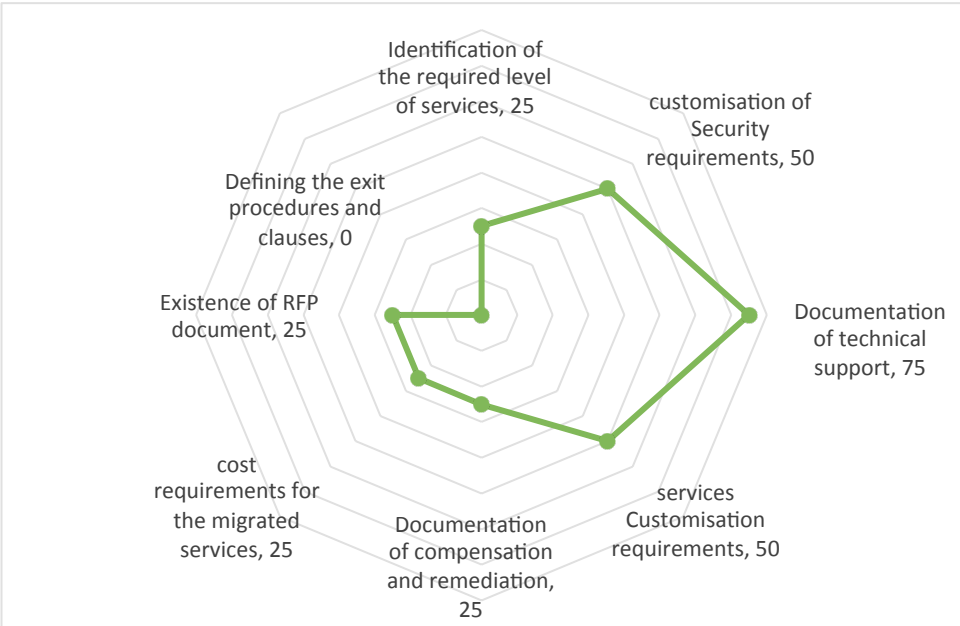 Identification of
the required level
of services, 25
customisation of
Security
requirements, 50
Documentation
of technical
support, 75
services
Customisation
requirements, 50
Documentation
of compensation
and remediation,
25
cost
requirements for
the migrated
services, 25
Existence of RFP
document, 25
Defining the exit
procedures and
clauses, 0